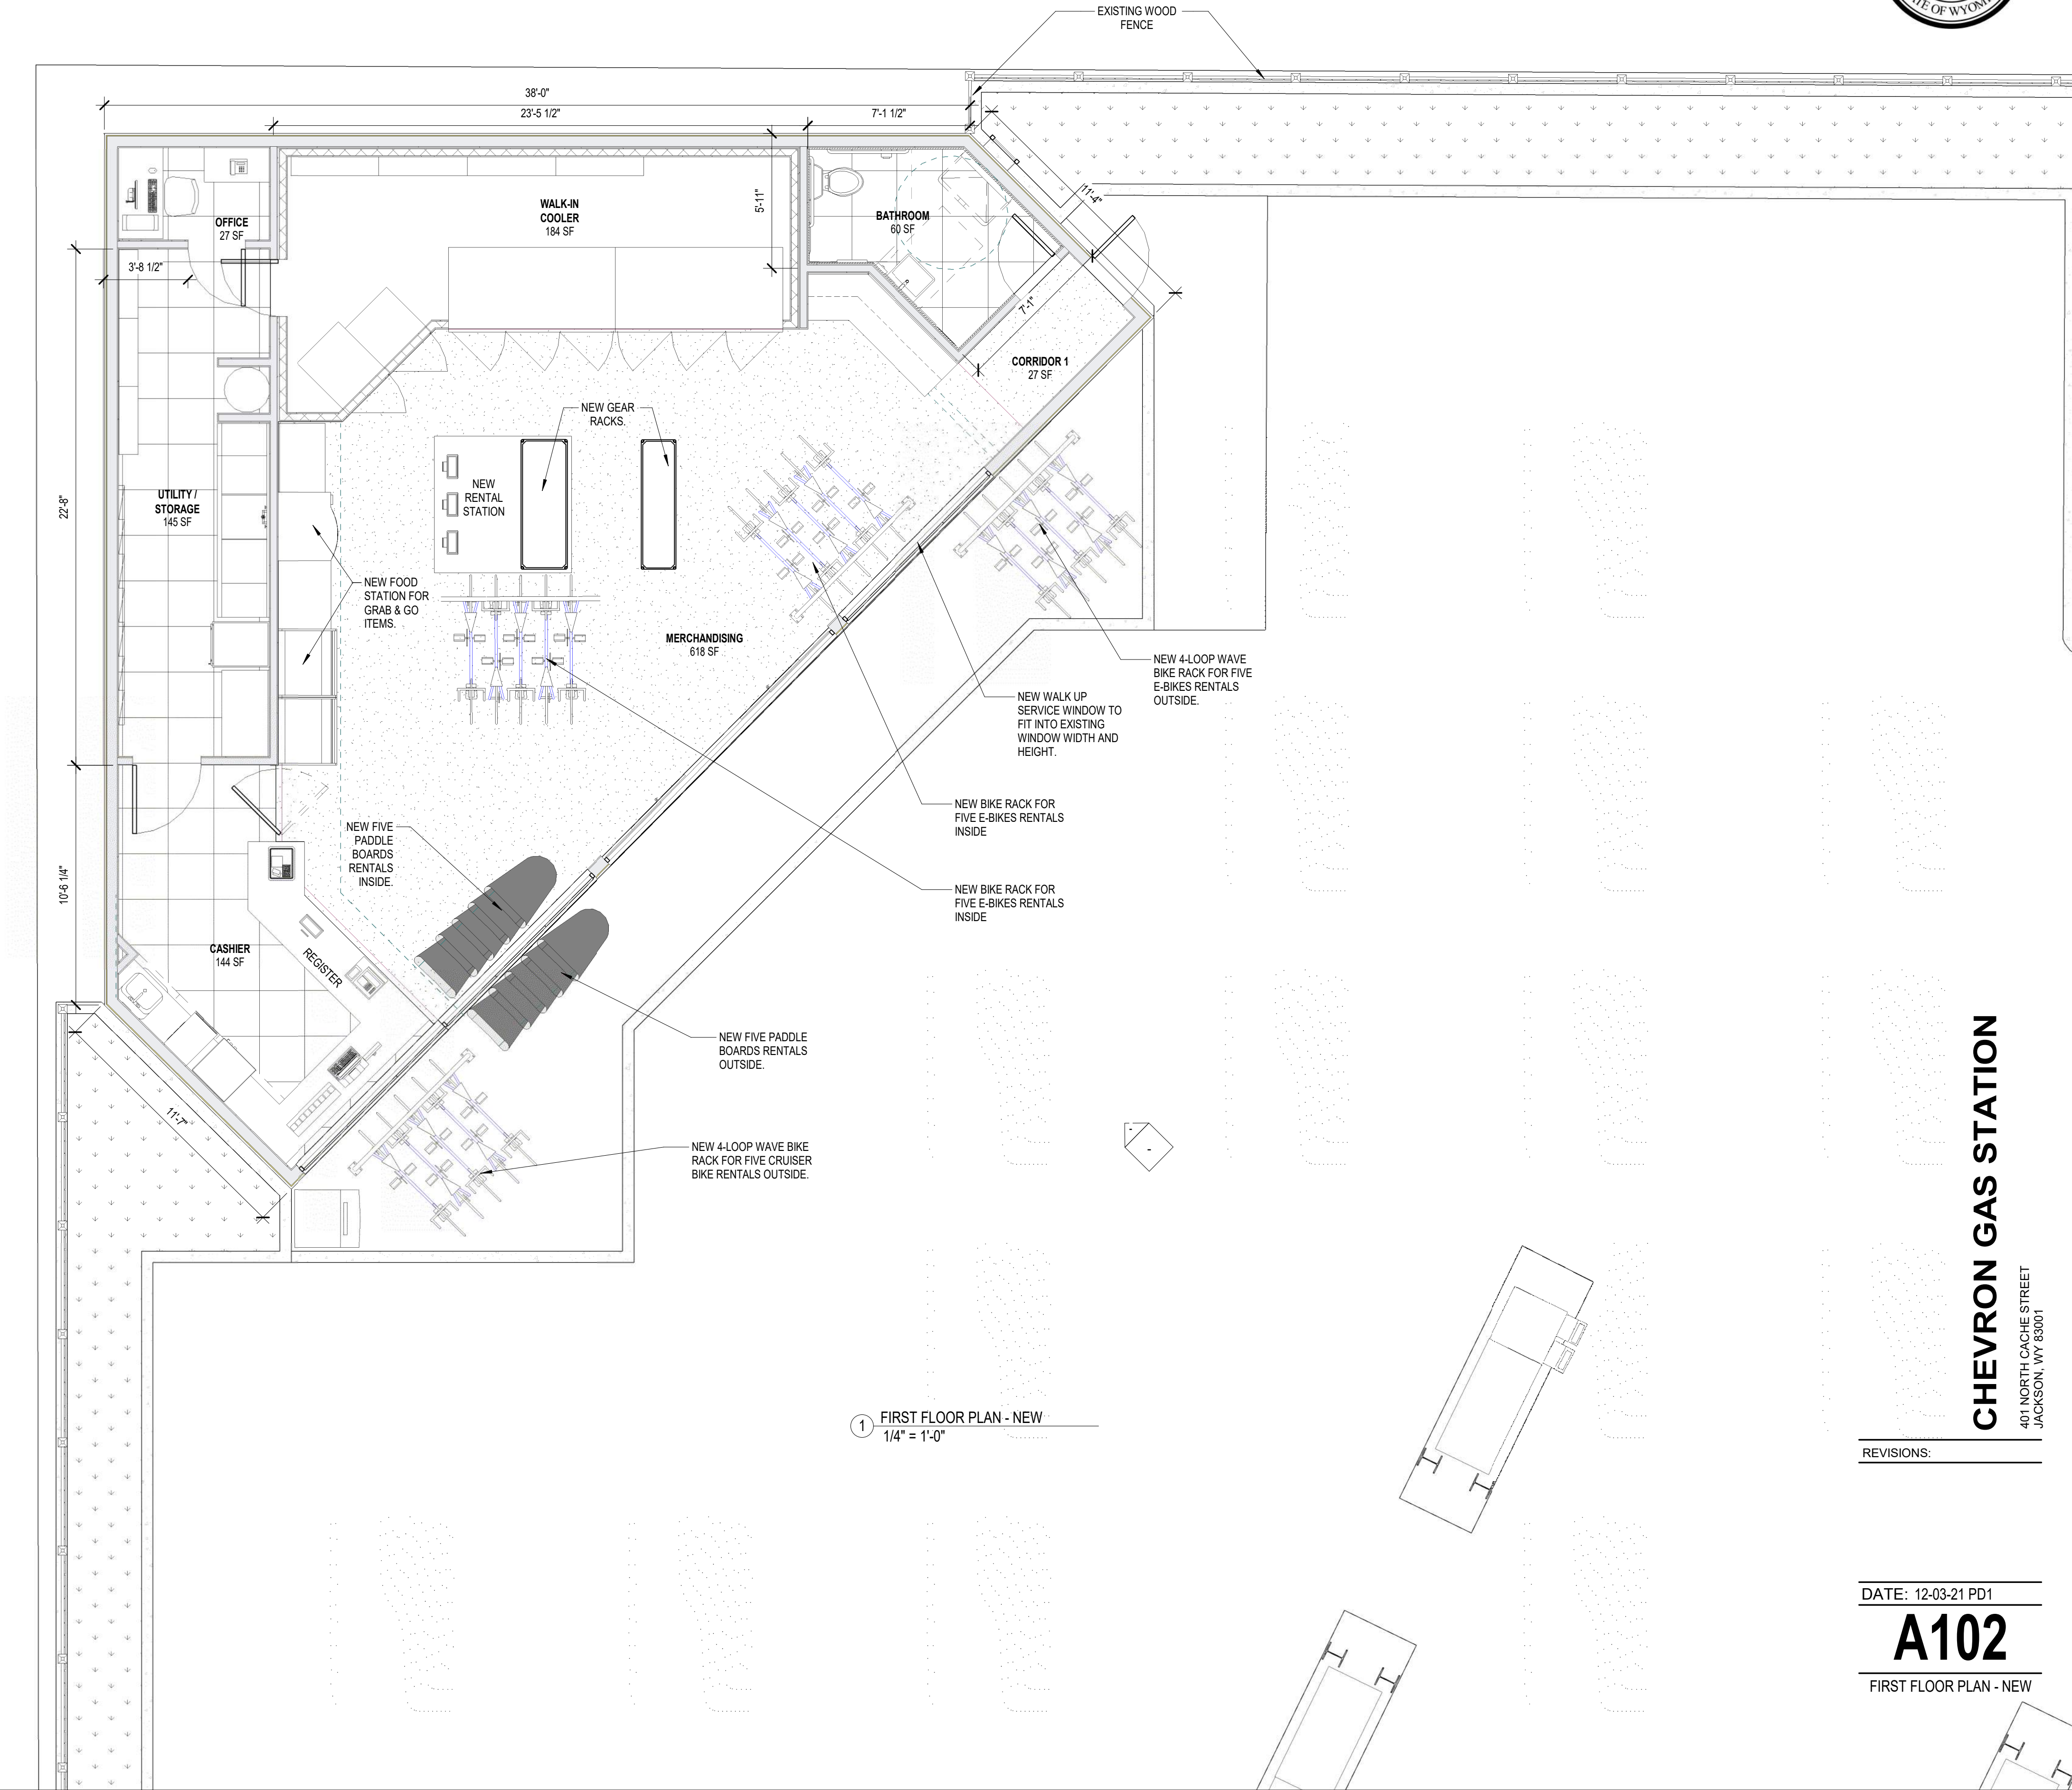 STATE OF WYOMING
EXISTING WOOD
FENCE
38'-0"
23'-5 1/2"
7'-1 1/2"
5'-11"
11'-4"
OFFICE
27 SF
WALK-IN
COOLER
184 SF
BATHROOM
60 SF
3'-8 1/2"
7'-1"
CORRIDOR 1
27 SF
NEW GEAR
RACKS.
NEW
RENTAL
STATION
22'-8"
UTILITY /
STORAGE
145 SF
NEW FOOD
STATION FOR
GRAB & GO
ITEMS.
MERCHANDISING
618 SF
NEW 4-LOOP WAVE
BIKE RACK FOR FIVE
E-BIKES RENTALS
OUTSIDE.
NEW WALK UP
SERVICE WINDOW TO
FIT INTO EXISTING
WINDOW WIDTH AND
HEIGHT.
NEW BIKE RACK FOR
FIVE E-BIKES RENTALS
INSIDE
NEW FIVE
PADDLE
BOARDS
RENTALS
INSIDE.
NEW BIKE RACK FOR
FIVE E-BIKES RENTALS
INSIDE
10'-6 1/4"
CASHIER
144 SF
REGISTER
NEW FIVE PADDLE
BOARDS RENTALS
OUTSIDE.
11'-7"
NEW 4-LOOP WAVE BIKE
RACK FOR FIVE CRUISER
BIKE RENTALS OUTSIDE.
1
FIRST FLOOR PLAN - NEW
1/4" = 1'-0"
CHEVRON GAS STATION
401 NORTH CACHE STREET
JACKSON, WY 83001
REVISIONS:
DATE: 12-03-21 PD1
A102
FIRST FLOOR PLAN - NEW